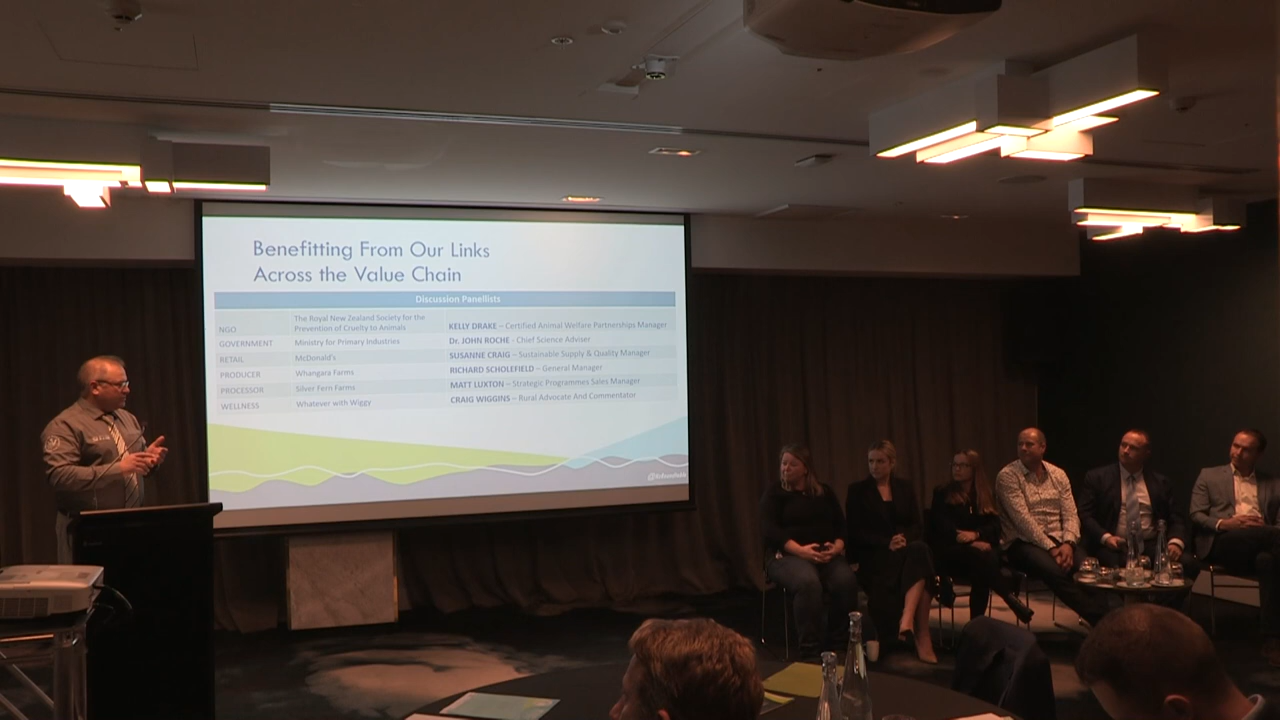 Benefitting From Our Links
Across the Value Chain
Discussion Panellists
NGO The Royal New Zealand Society for the Prevention of Cruelty to Animals KELLY DRAKE – Certified Animal Welfare Partnerships Manager
GOVERNMENT Ministry for Primary Industries Dr. JOHN ROCHE - Chief Science Adviser
RETAIL McDonald's SUSANNE CRAIG – Sustainable Supply & Quality Manager
PRODUCER Whangara Farms RICHARD SCHOLEFIELD – General Manager
PROCESSOR Silver Fern Farms MATT LUXTON – Strategic Programmes Sales Manager
WELLNESS Whatever with Wiggy CRAIG WIGGINS – Rural Advocate And Commentator